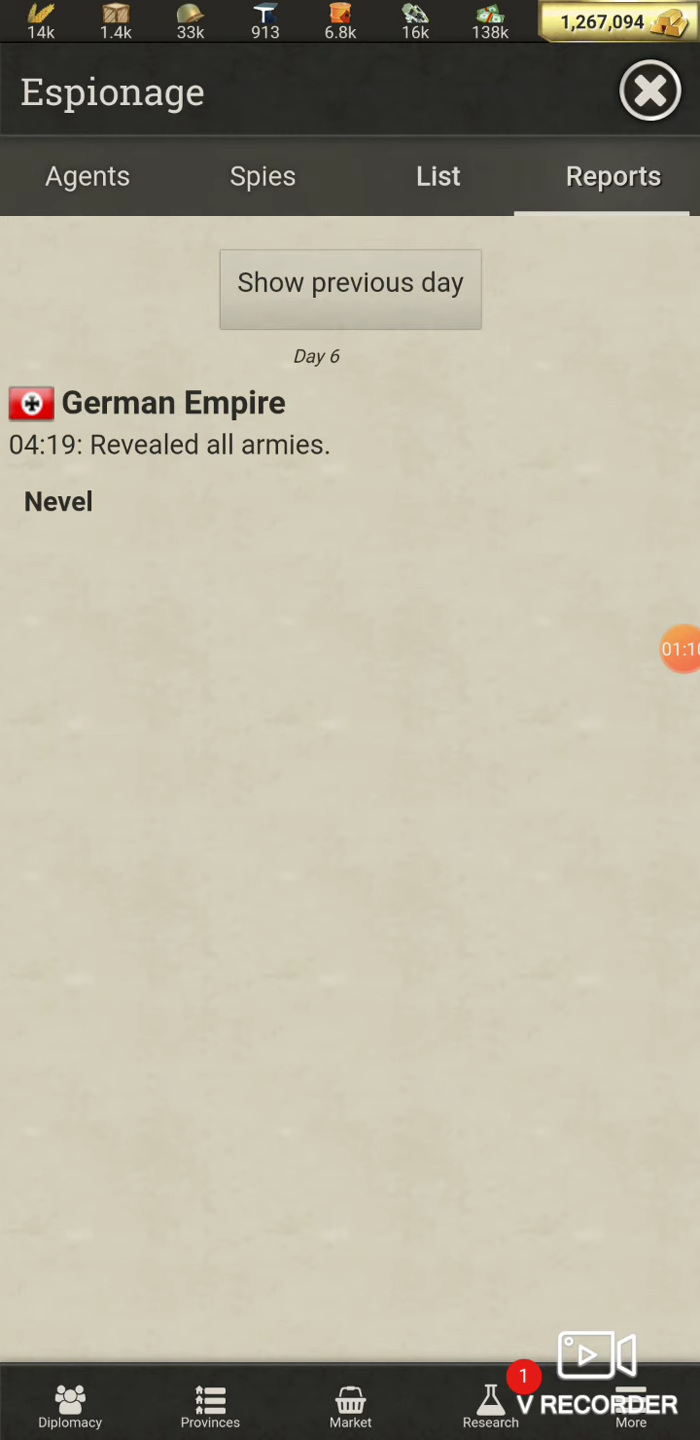 14k 1.4k 33k 913 6.8k 16k 138k 1,267,094
Espionage
Agents Spies List Reports
Show previous day
Day 6
German Empire
04:19: Revealed all armies.
Nevel
1
V RECORDER
Diplomacy Provinces Market Research More